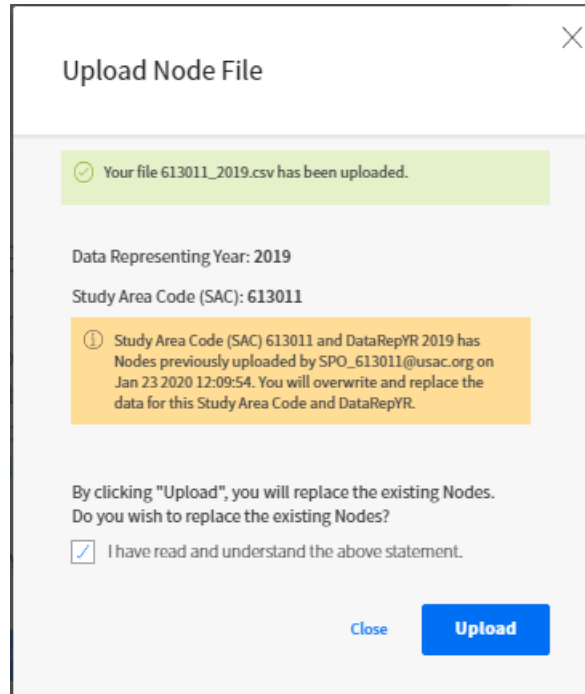 Upload Node File
Your file 613011_2019.csv has been uploaded.
Data Representing Year: 2019
Study Area Code (SAC): 613011
Study Area Code (SAC) 613011 and DataRepYR 2019 has
Nodes previously uploaded by SPO_613011@usac.org on
Jan 23 2020 12:09:54. You will overwrite and replace the
data for this Study Area Code and DataRepYR.
By clicking "Upload", you will replace the existing Nodes.
Do you wish to replace the existing Nodes?
I have read and understand the above statement.
Close
Upload